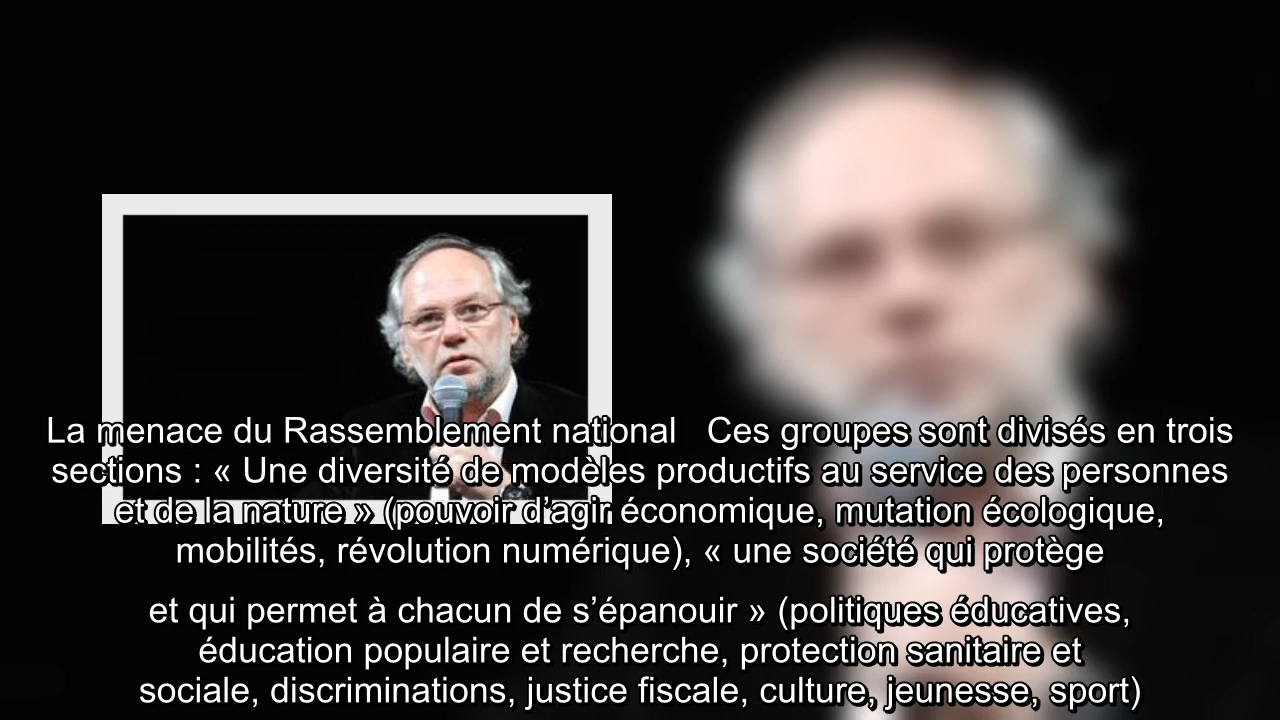 La menace du Rassemblement national   Ces groupes sont divisés en trois
sections : « Une diversité de modèles productifs au service des personnes
et de la nature » (pouvoir d’agir économique, mutation écologique,
mobilités, révolution numérique), « une société qui protège
et qui permet à chacun de s’épanouir » (politiques éducatives,
éducation populaire et recherche, protection sanitaire et
sociale, discriminations, justice fiscale, culture, jeunesse, sport)